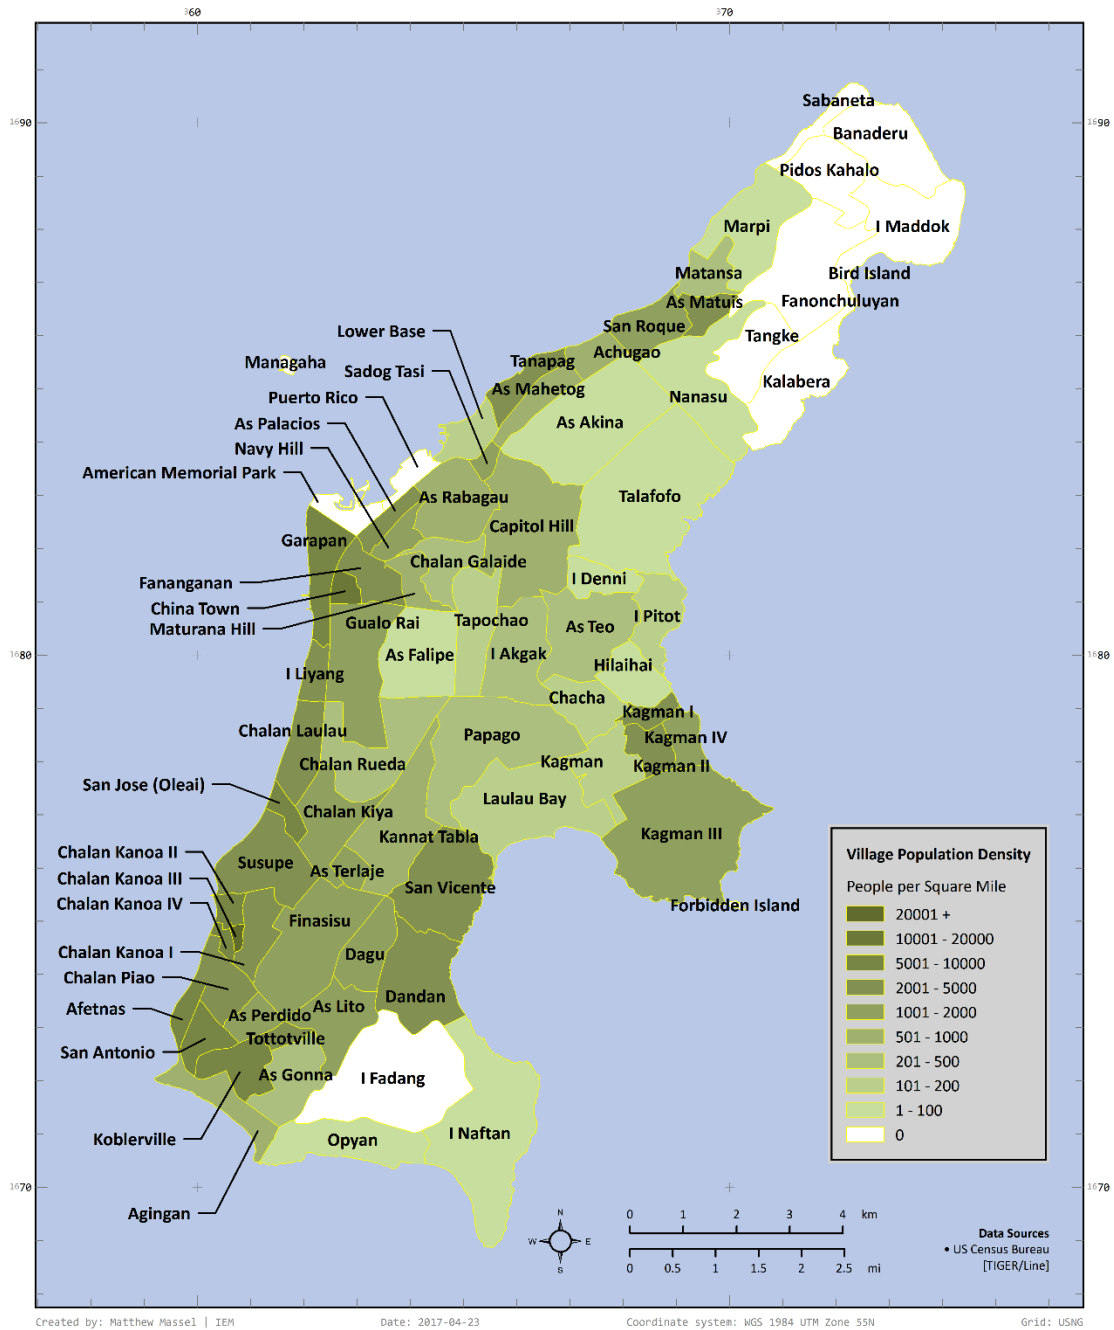 360
370
1690
1690
Sabaneta
Banaderu
Pidos Kahalo
Marpi
I Maddok
Matansa
Bird Island
As Matuis
Fanonchuluyan
San Roque
Lower Base
Tangke
Achugao
Managaha
Tanapag
Sadog Tasi
Kalabera
As Mahetog
Puerto Rico
Nanasu
As Palacios
As Akina
Navy Hill
American Memorial Park
As Rabagau
Talafofo
Capitol Hill
Garapan
Chalan Galaide
Fananganan
I Denni
China Town
Maturana Hill
Gualo Rai
Tapochao
As Teo
I Pitot
1680
1680
As Falipe
I Akgak
Hilaihai
I Liyang
Chacha
Kagman I
Chalan Laulau
Papago
Kagman IV
Chalan Rueda
Kagman
Kagman II
San Jose (Oleai)
Laulau Bay
Chalan Kiya
Kannat Tabla
Kagman III
Chalan Kanoa II
Susupe
As Terlaje
Chalan Kanoa III
San Vicente
Chalan Kanoa IV
Forbidden Island
Finasisu
Chalan Kanoa I
Dagu
Chalan Piao
Dandan
Afetnas
As Perdido
As Lito
Tottotville
San Antonio
As Gonna
I Fadang
Koblerville
Opyan
I Naftan
Agingan
1670
1670
Village Population Density
People per Square Mile
20001 +
10001 - 20000
5001 - 10000
2001 - 5000
1001 - 2000
501 - 1000
201 - 500
101 - 200
1 - 100
0
N
W
E
S
0 1 2 3 4 km
0 0.5 1 1.5 2 2.5 mi
Data Sources
• US Census Bureau
[TIGER/Line]
Created by: Matthew Massel | IEM
Date: 2017-04-23
Coordinate system: WGS 1984 UTM Zone 55N
Grid: USNG